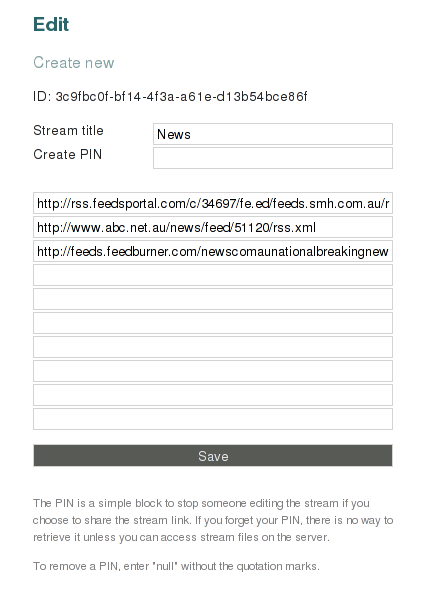 Edit
Create new
ID: 3c9fbc0f-bf14-4f3a-a61e-d13b54bce86f
Stream title News
Create PIN
http://rss.feedsportal.com/c/34697/fe.ed/feeds.smh.com.au/r
http://www.abc.net.au/news/feed/51120/rss.xml
http://feeds.feedburner.com/newscomaunationalbreakingnew
Save
The PIN is a simple block to stop someone editing the stream if you
choose to share the stream link. If you forget your PIN, there is no way to
retrieve it unless you can access stream files on the server.
To remove a PIN, enter "null" without the quotation marks.